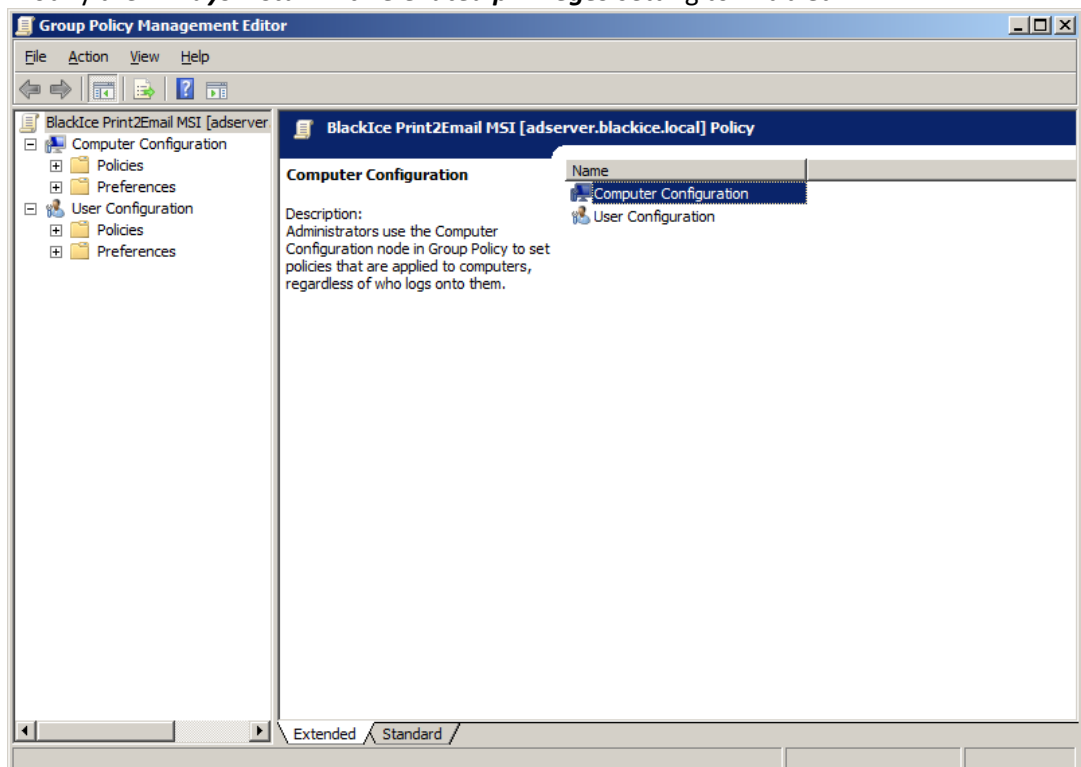 Group Policy Management Editor
File Action View Help
BlackIce Print2Email MSI [adserver
Computer Configuration
Policies
Preferences
User Configuration
Policies
Preferences
BlackIce Print2Email MSI [adserver.blackice.local] Policy
Computer Configuration
Description:
Administrators use the Computer
Configuration node in Group Policy to set
policies that are applied to computers,
regardless of who logs onto them.
Name
Computer Configuration
User Configuration
Extended Standard